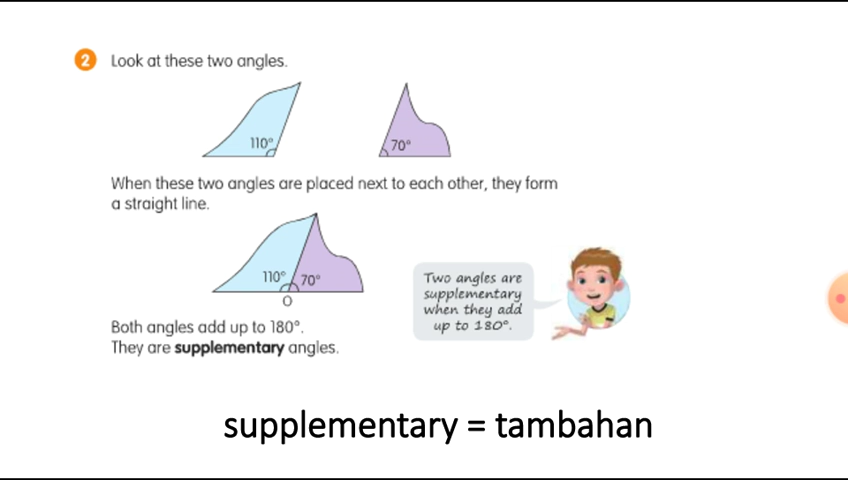 2 Look at these two angles.
110° 70°
When these two angles are placed next to each other, they form
a straight line.
110° 70°
O
Two angles are
supplementary
when they add
up to 180°.
Both angles add up to 180°.
They are supplementary angles.
supplementary = tambahan